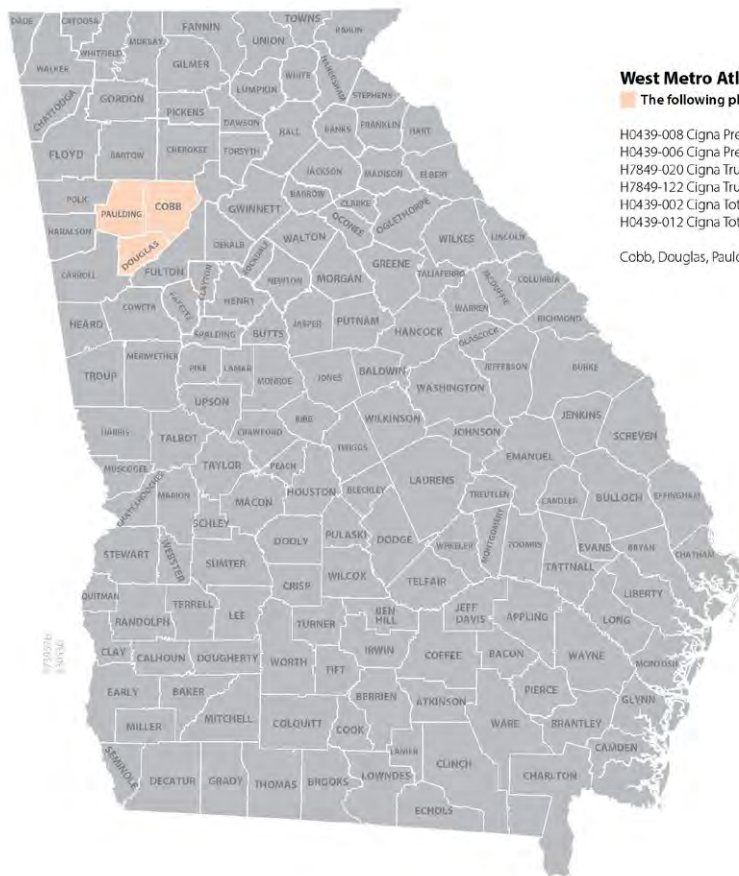 DADE CATOOSA FANNIN TOWNS RABUN
WHITFIELD MURRAY UNION
WALKER GILMER WHITE HABERSHAM
CHATTOOGA GORDON LUMPKIN STEPHENS
PICKENS DAWSON HALL BANKS FRANKLIN HART
FLOYD BARTOW CHEROKEE FORSYTH
JACKSON MADISON ELBERT
POLK PAULDING COBB GWINNETT BARROW CLARKE
HARALSON OCONEE OGLETHORPE WILKES LINCOLN
DOUGLAS DEKALB WALTON
CARROLL FULTON CLAYTON ROCKDALE NEWTON MORGAN GREENE TALIAFERRO COLUMBIA
COWETA FAYETTE HENRY WARREN RICHMOND
HEARD SPALDING BUTTS JASPER PUTNAM HANCOCK GLASCOCK
TROUP MERIWETHER PIKE LAMAR MONROE JONES BALDWIN WASHINGTON JEFFERSON BURKE
UPSON BIBB WILKINSON JENKINS
HARRIS TALBOT CRAWFORD TWIGGS JOHNSON EMANUEL SCREVEN
MUSCOGEE TAYLOR PEACH LAURENS
MARION MACON HOUSTON BLECKLEY TREUTLEN CANDLER BULLOCH EFFINGHAM
SCHLEY
STEWART WEBSTER SUMTER DOOLY PULASKI DODGE WHEELER MONTGOMERY TOOMBS EVANS BRYAN CHATHAM
TATTNALL
CRISP WILCOX TELFAIR
QUITMAN RANDOLPH TERRELL LEE TURNER BEN HILL JEFF DAVIS APPLING LONG LIBERTY
CLAY CALHOUN DOUGHERTY WORTH TIFT IRWIN COFFEE BACON WAYNE MCINTOSH
EARLY BAKER BERRIEN ATKINSON PIERCE GLYNN
MILLER MITCHELL COLQUITT COOK WARE BRANTLEY
LANIER CAMDEN
SEMINOLE DECATUR GRADY THOMAS BROOKS LOWNDES CLINCH CHARLTON
ECHOLS
West Metro Atl
The following pl
H0439-008 Cigna Pre
H0439-006 Cigna Pre
H7849-020 Cigna Tru
H7849-122 Cigna Tru
H0439-002 Cigna Tot
H0439-012 Cigna Tot
Cobb, Douglas, Pauld